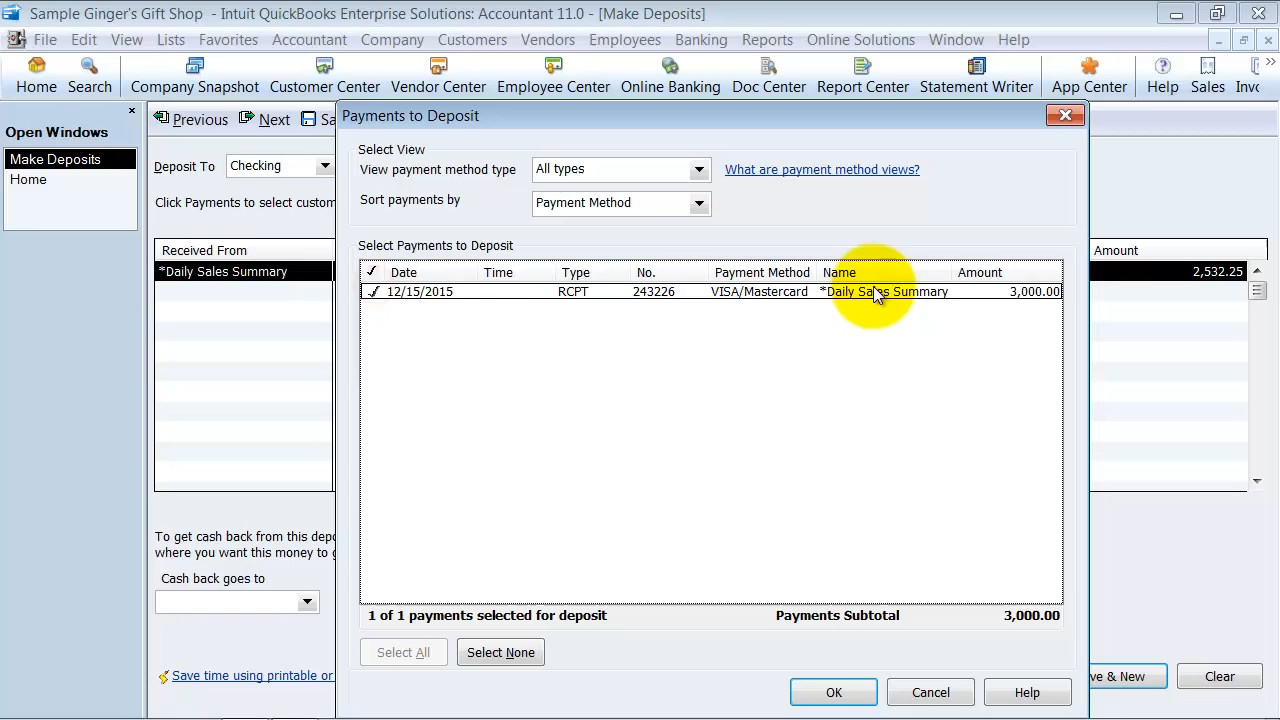 Sample Ginger's Gift Shop - Intuit QuickBooks Enterprise Solutions: Accountant 11.0 - [Make Deposits]
File Edit View Lists Favorites Accountant Company Customers Vendors Employees Banking Reports Online Solutions Window Help
Home Search Company Snapshot Customer Center Vendor Center Employee Center Online Banking Doc Center Report Center Statement Writer App Center Help Sales Invc
Open Windows
Make Deposits
Home
Previous Next Sa
Deposit To Checking
Click Payments to select custom
Received From
*Daily Sales Summary
Amount
2,532.25
To get cash back from this depo
where you want this money to g
Cash back goes to
Save time using printable or
ve & New Clear
Payments to Deposit
Select View
View payment method type All types What are payment method views?
Sort payments by Payment Method
Select Payments to Deposit
✓ Date Time Type No. Payment Method Name Amount
✓ 12/15/2015 RCPT 243226 VISA/Mastercard *Daily Sales Summary 3,000.00
1 of 1 payments selected for deposit Payments Subtotal 3,000.00
Select All Select None
OK Cancel Help